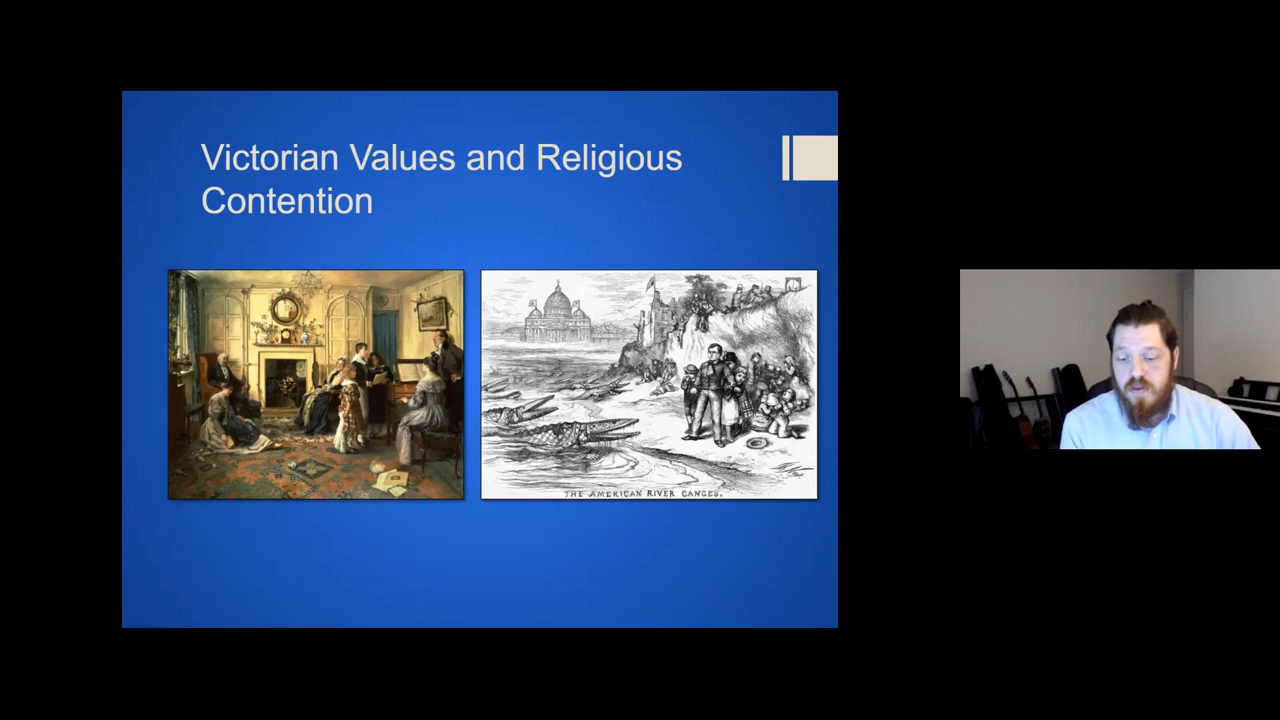 Victorian Values and Religious
Contention
THE AMERICAN RIVER GANGES.